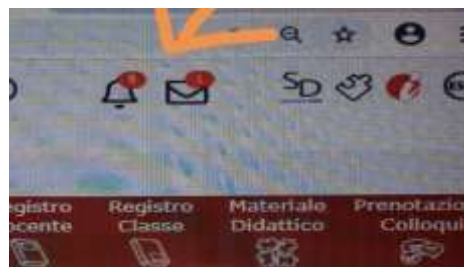 SD
Registro
Classe
Materiale
Didattico
Prenotazio
Colloqui
egistro
ocente